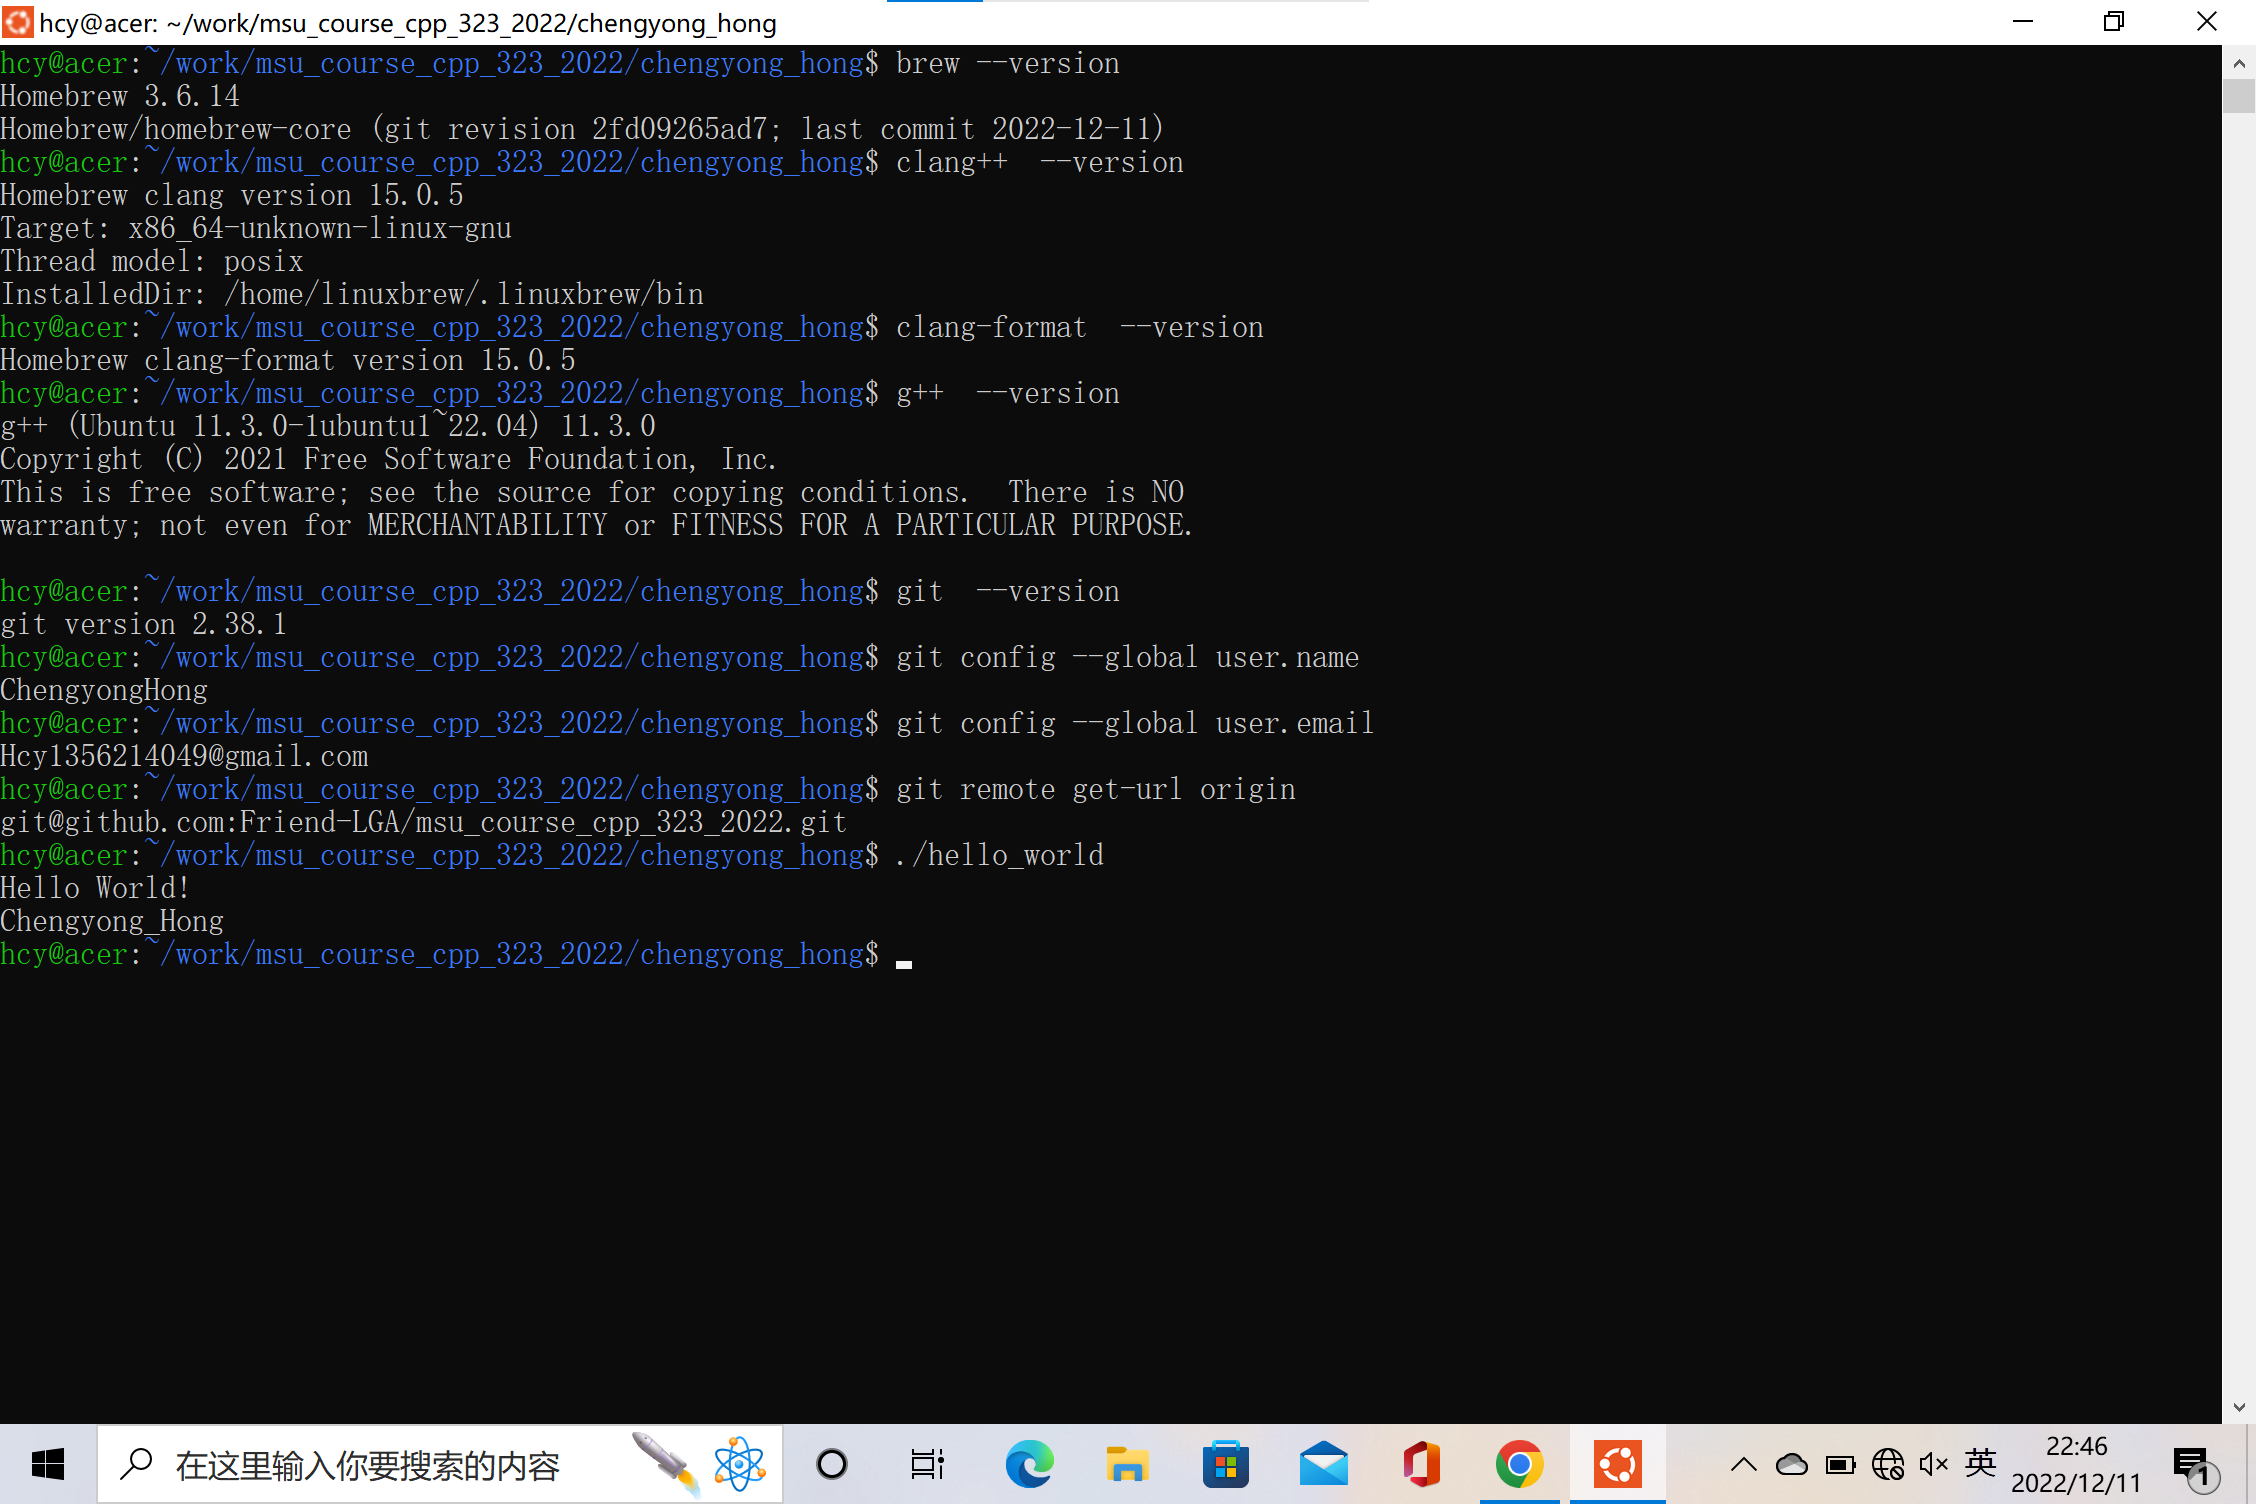 hcy@acer: ~/work/msu_course_cpp_323_2022/chengyong_hong
hcy@acer:~/work/msu_course_cpp_323_2022/chengyong_hong$ brew --version
Homebrew 3.6.14
Homebrew/homebrew-core (git revision 2fd09265ad7; last commit 2022-12-11)
hcy@acer:~/work/msu_course_cpp_323_2022/chengyong_hong$ clang++  --version
Homebrew clang version 15.0.5
Target: x86_64-unknown-linux-gnu
Thread model: posix
InstalledDir: /home/linuxbrew/.linuxbrew/bin
hcy@acer:~/work/msu_course_cpp_323_2022/chengyong_hong$ clang-format  --version
Homebrew clang-format version 15.0.5
hcy@acer:~/work/msu_course_cpp_323_2022/chengyong_hong$ g++  --version
g++ (Ubuntu 11.3.0-1ubuntu1~22.04) 11.3.0
Copyright (C) 2021 Free Software Foundation, Inc.
This is free software; see the source for copying conditions.  There is NO
warranty; not even for MERCHANTABILITY or FITNESS FOR A PARTICULAR PURPOSE.
hcy@acer:~/work/msu_course_cpp_323_2022/chengyong_hong$ git  --version
git version 2.38.1
hcy@acer:~/work/msu_course_cpp_323_2022/chengyong_hong$ git config --global user.name
ChengyongHong
hcy@acer:~/work/msu_course_cpp_323_2022/chengyong_hong$ git config --global user.email
Hcy1356214049@gmail.com
hcy@acer:~/work/msu_course_cpp_323_2022/chengyong_hong$ git remote get-url origin
git@github.com:Friend-LGA/msu_course_cpp_323_2022.git
hcy@acer:~/work/msu_course_cpp_323_2022/chengyong_hong$ ./hello_world
Hello World!
Chengyong_Hong
hcy@acer:~/work/msu_course_cpp_323_2022/chengyong_hong$
在这里输入你要搜索的内容
英
22:46
2022/12/11
1